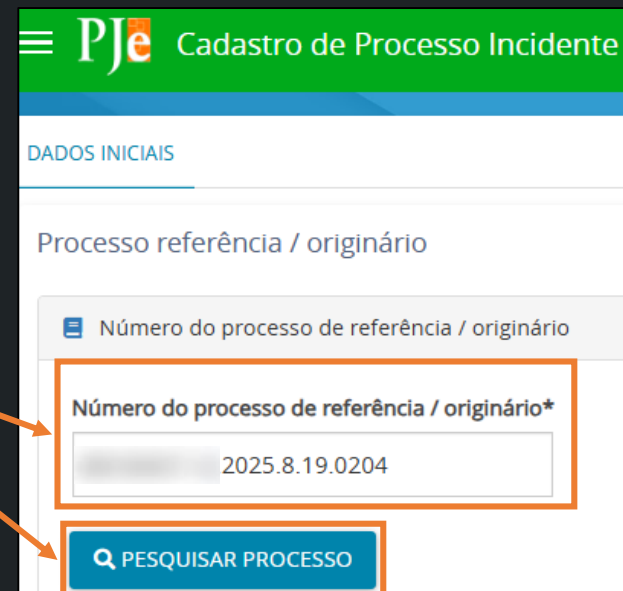 PJe Cadastro de Processo Incidente
DADOS INICIAIS
Processo referência / originário
Número do processo de referência / originário
Número do processo de referência / originário*
2025.8.19.0204
PESQUISAR PROCESSO